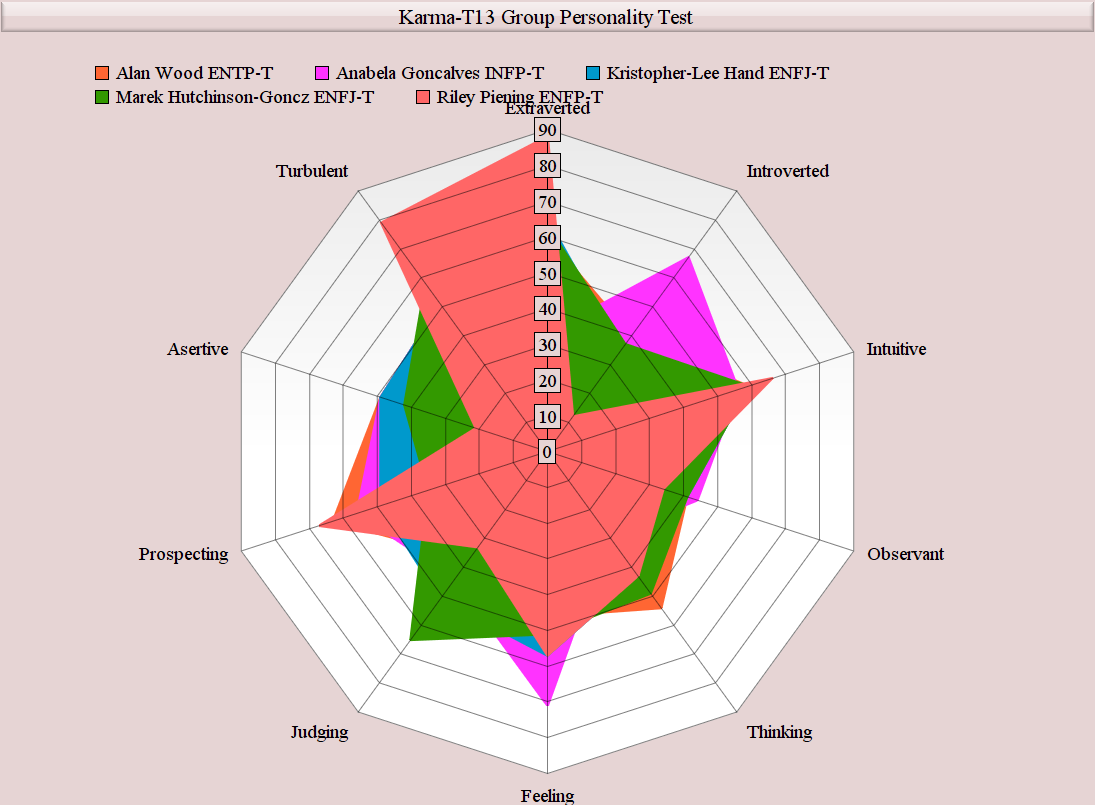 Karma-T13 Group Personality Test
Alan Wood ENTP-T Anabela Goncalves INFP-T Kristopher-Lee Hand ENFJ-T
Marek Hutchinson-Goncz ENFJ-T Riley Piening ENFP-T
Extraverted
90
80
Turbulent Introverted
70
60
50
40
Asertive Intuitive
30
20
10
0
Prospecting Observant
Judging Thinking
Feeling